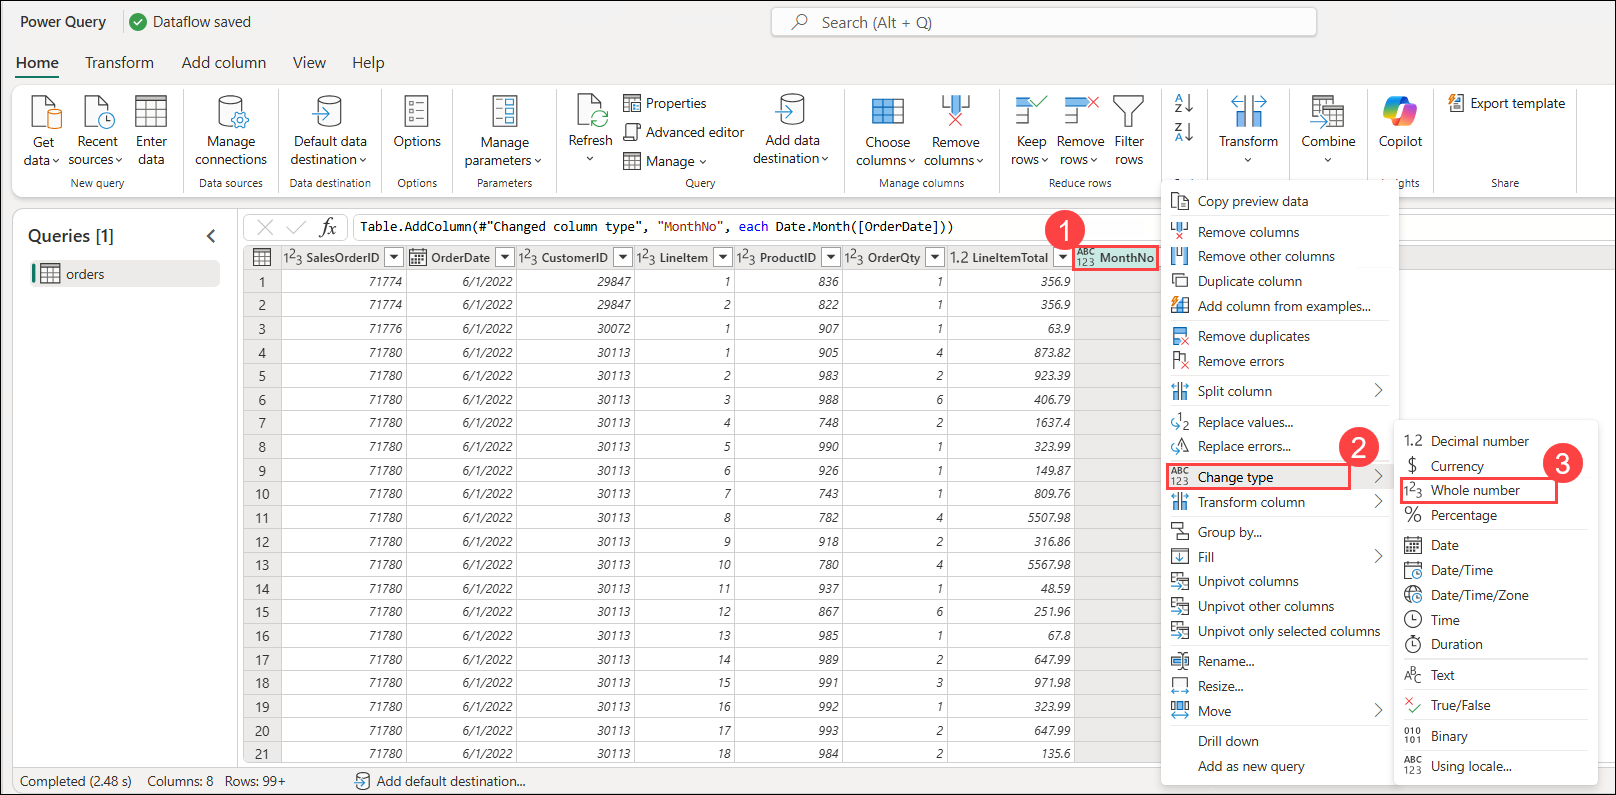 Power Query
Dataflow saved
Search (Alt + Q)
Home Transform Add column View Help
Get data
Recent sources
Enter data
New query
Manage connections
Data sources
Default data destination
Data destination
Options
Options
Manage parameters
Parameters
Refresh
Properties
Advanced editor
Manage
Add data destination
Query
Choose columns
Remove columns
Manage columns
Keep rows
Remove rows
Filter rows
Reduce rows
A Z
Z A
Transform
Combine
Copilot
Export template
Share
Queries [1]
orders
fx
Table.AddColumn(#"Changed column type", "MonthNo", each Date.Month([OrderDate]))
1
123 SalesOrderID OrderDate 123 CustomerID 123 LineItem 123 ProductID 123 OrderQty 1.2 LineItemTotal ABC 123 MonthNo
1 71774 6/1/2022 29847 1 836 1 356.9
2 71774 6/1/2022 29847 2 822 1 356.9
3 71776 6/1/2022 30072 1 907 1 63.9
4 71780 6/1/2022 30113 1 905 4 873.82
5 71780 6/1/2022 30113 2 983 2 923.39
6 71780 6/1/2022 30113 3 988 6 406.79
7 71780 6/1/2022 30113 4 748 2 1637.4
8 71780 6/1/2022 30113 5 990 1 323.99
9 71780 6/1/2022 30113 6 926 1 149.87
10 71780 6/1/2022 30113 7 743 1 809.76
11 71780 6/1/2022 30113 8 782 4 5507.98
12 71780 6/1/2022 30113 9 918 2 316.86
13 71780 6/1/2022 30113 10 780 4 5567.98
14 71780 6/1/2022 30113 11 937 1 48.59
15 71780 6/1/2022 30113 12 867 6 251.96
16 71780 6/1/2022 30113 13 985 1 67.8
17 71780 6/1/2022 30113 14 989 2 647.99
18 71780 6/1/2022 30113 15 991 3 971.98
19 71780 6/1/2022 30113 16 992 1 323.99
20 71780 6/1/2022 30113 17 993 2 647.99
21 71780 6/1/2022 30113 18 984 2 135.6
Copy preview data
Remove columns
Remove other columns
Duplicate column
Add column from examples...
Remove duplicates
Remove errors
Split column
Replace values...
Replace errors...
2
ABC 123 Change type
Transform column
Group by...
Fill
Unpivot columns
Unpivot other columns
Unpivot only selected columns
Rename...
Resize...
Move
Drill down
Add as new query
1.2 Decimal number
$ Currency
3
123 Whole number
% Percentage
Date
Date/Time
Date/Time/Zone
Time
Duration
ABC Text
True/False
010 101 Binary
ABC 123 Using locale...
Completed (2.48 s) Columns: 8 Rows: 99+
Add default destination...